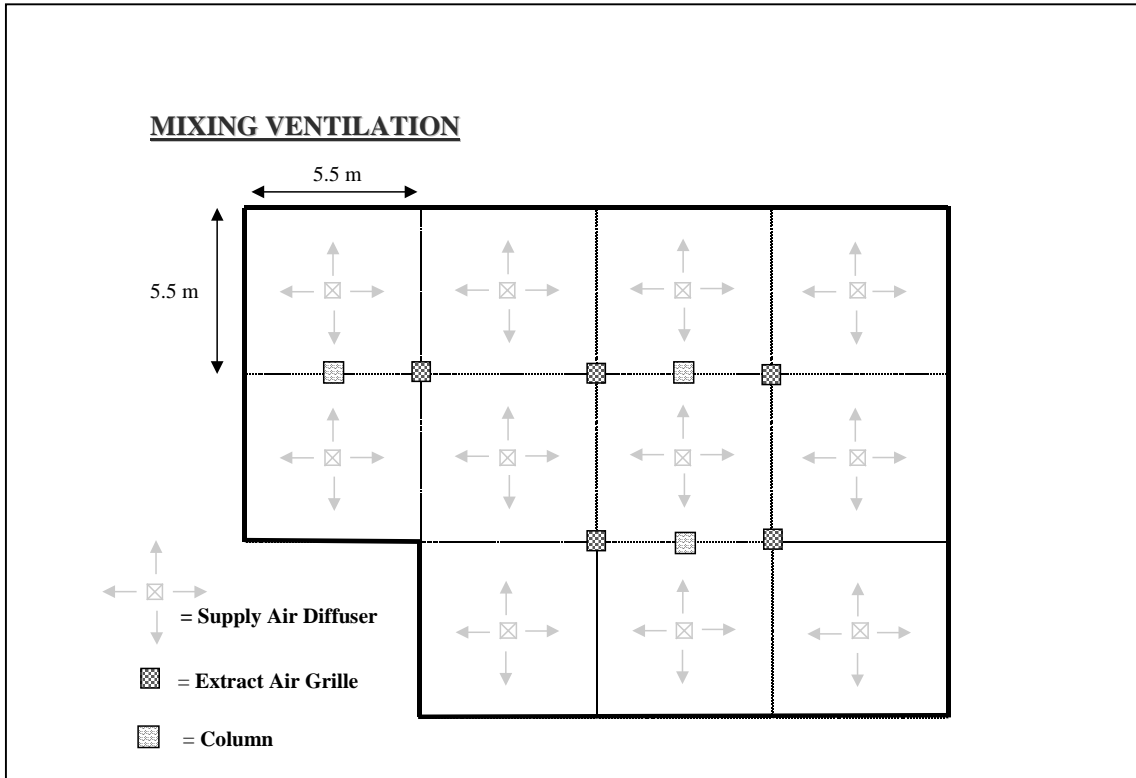 MIXING VENTILATION
5.5 m
5.5 m
= Supply Air Diffuser
= Extract Air Grille
= Column